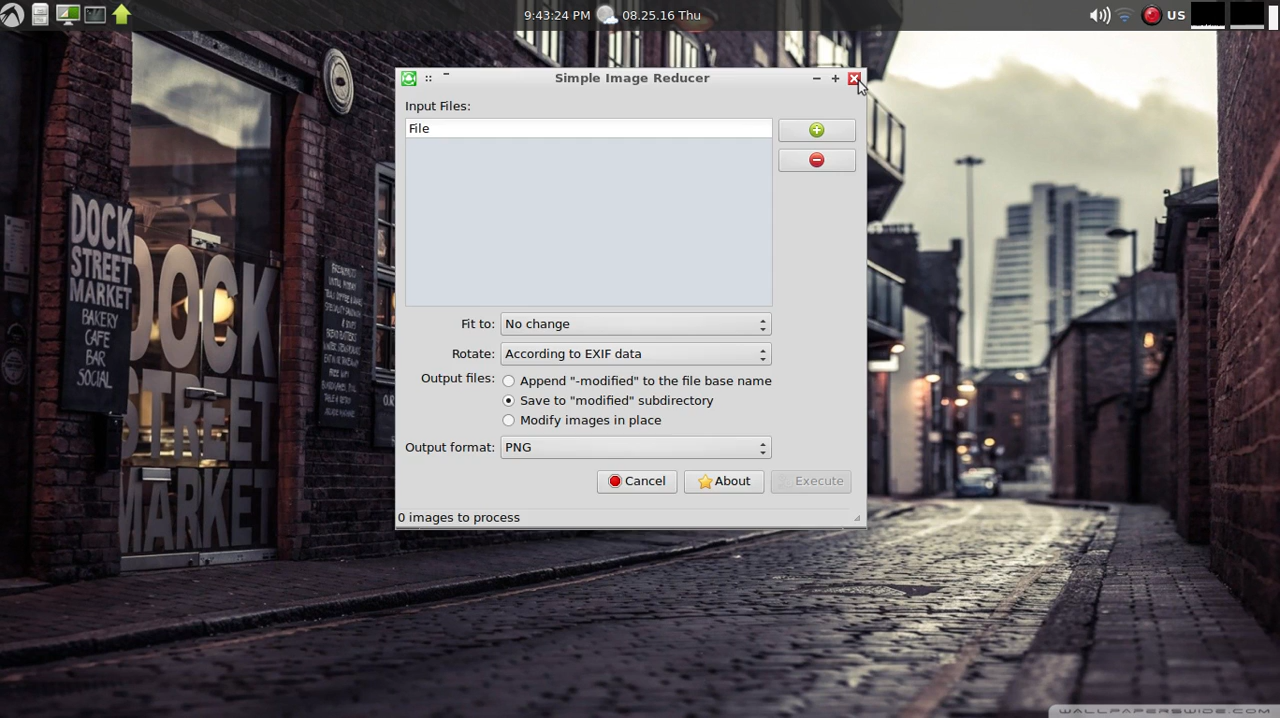 9:43:24 PM
08.25.16 Thu
US
Simple Image Reducer
Input Files:
File
Fit to:
No change
Rotate:
According to EXIF data
Output files:
Append "-modified" to the file base name
Save to "modified" subdirectory
Modify images in place
Output format:
PNG
Cancel
About
Execute
0 images to process
DOCK
STREET
MARKET
BAKERY
CAFE
BAR
SOCIAL
DOCK
STREET
MARKET
WALLPAPERSWIDE.COM